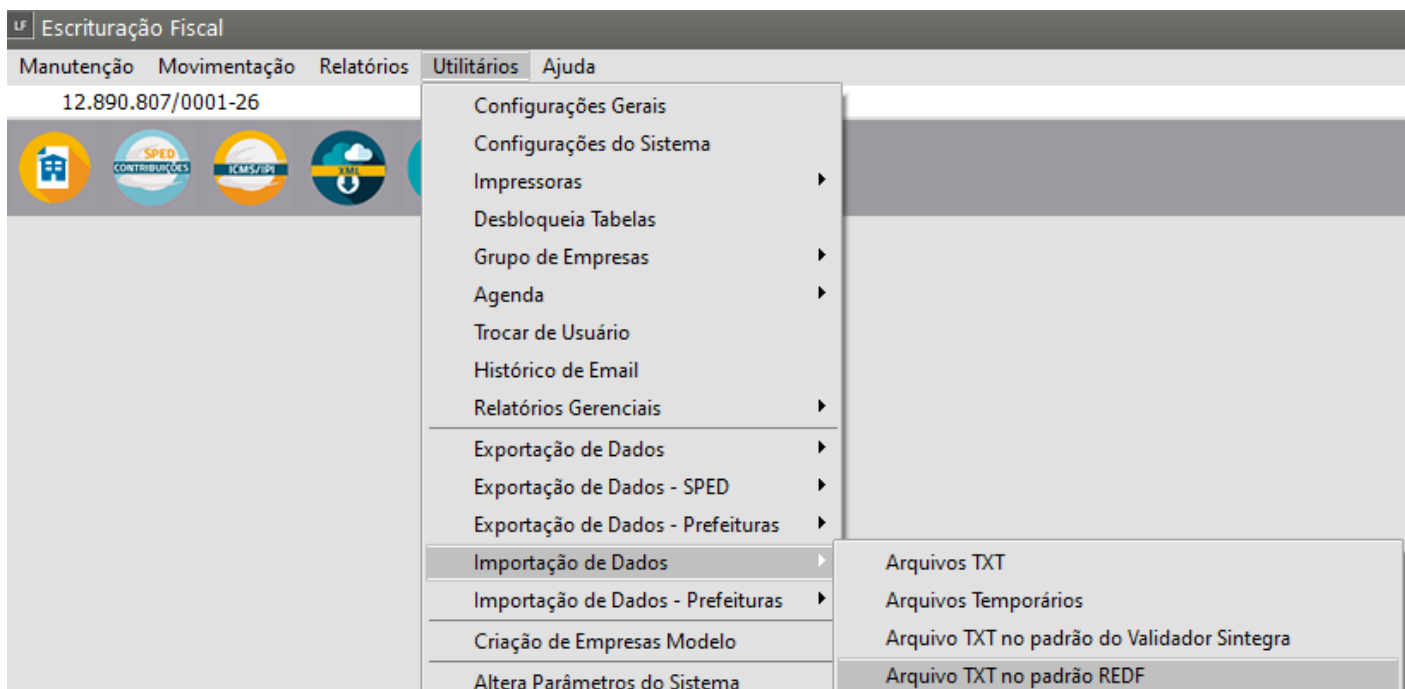 LF Escrituração Fiscal
Manutenção Movimentação Relatórios Utilitários Ajuda
12.890.807/0001-26
SPED
CONTRIBUIÇÕES
ICMS/IPI
XML
Configurações Gerais
Configurações do Sistema
Impressoras
Desbloqueia Tabelas
Grupo de Empresas
Agenda
Trocar de Usuário
Histórico de Email
Relatórios Gerenciais
Exportação de Dados
Exportação de Dados - SPED
Exportação de Dados - Prefeituras
Importação de Dados
Importação de Dados - Prefeituras
Criação de Empresas Modelo
Altera Parâmetros do Sistema
Arquivos TXT
Arquivos Temporários
Arquivo TXT no padrão do Validador Sintegra
Arquivo TXT no padrão REDF